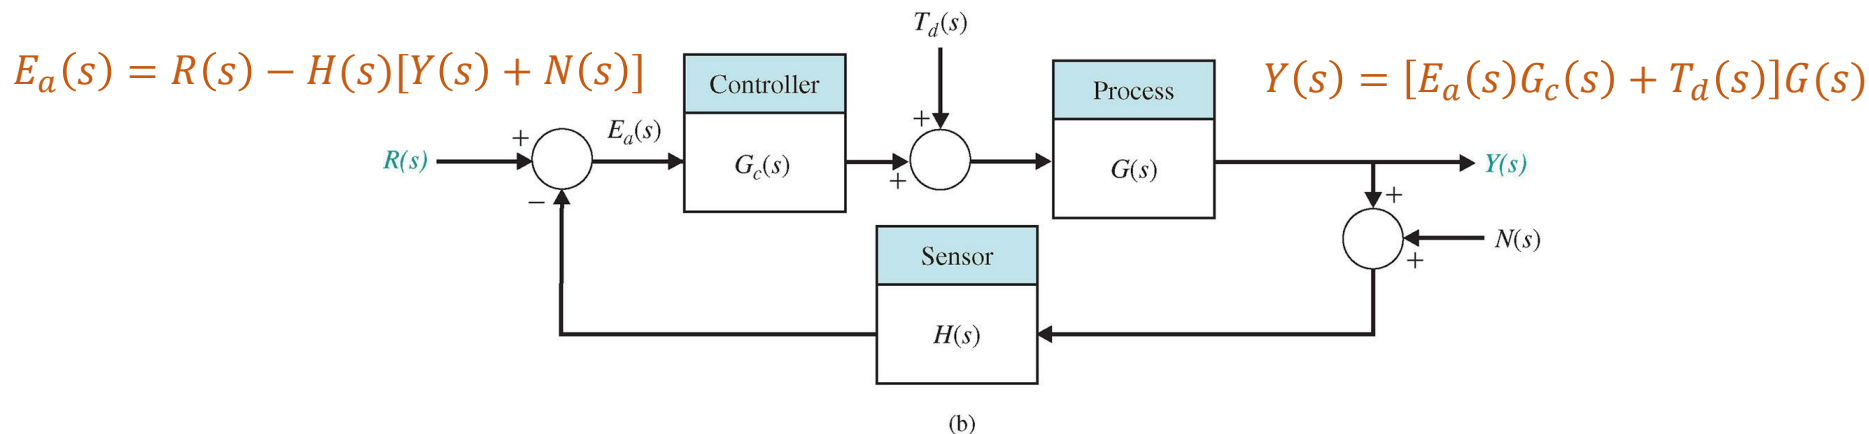 T_d(s)
E_a(s) = R(s) − H(s)[Y(s) + N(s)]
Controller
Process
Y(s) = [E_a(s)G_c(s) + T_d(s)]G(s)
+
E_a(s)
+
R(s)
G_c(s)
+
G(s)
Y(s)
−
+
Sensor
N(s)
+
H(s)
(b)